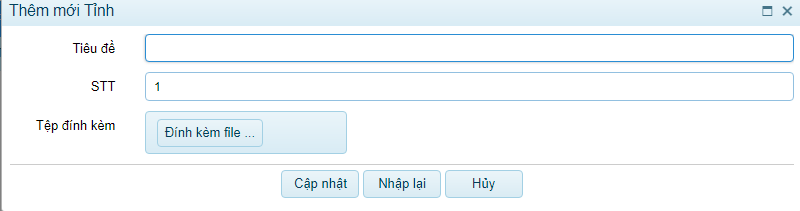 Thêm mới Tỉnh
Tiêu đề
STT 1
Tệp đính kèm Đính kèm file ...
Cập nhật Nhập lại Hủy